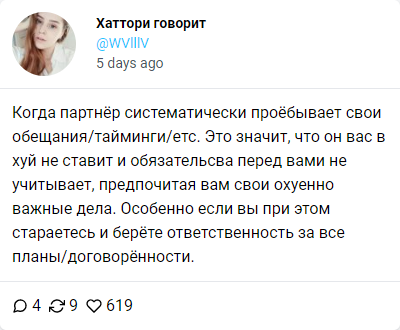 Хаттори говорит
@WVlllV
5 days ago
Когда партнёр систематически проёбывает свои
обещания/тайминги/етс. Это значит, что он вас в
хуй не ставит и обязательсва перед вами не
учитывает, предпочитая вам свои охуенно
важные дела. Особенно если вы при этом
стараетесь и берёте ответственность за все
планы/договорённости.
4 9 619